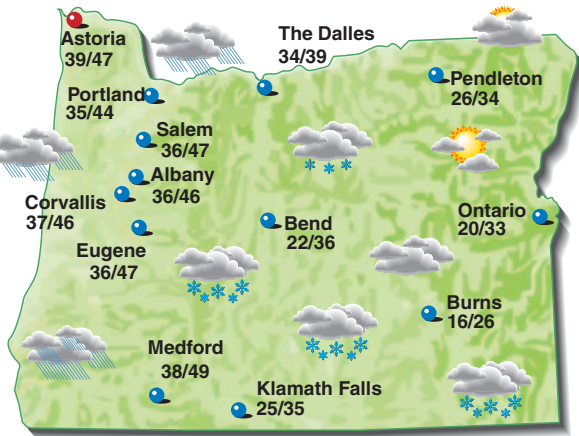 Astoria
39/47
The Dalles
34/39
Portland
35/44
Pendleton
26/34
Salem
36/47
Albany
36/46
Corvallis
37/46
Eugene
36/47
Bend
22/36
Ontario
20/33
Burns
16/26
Medford
38/49
Klamath Falls
25/35